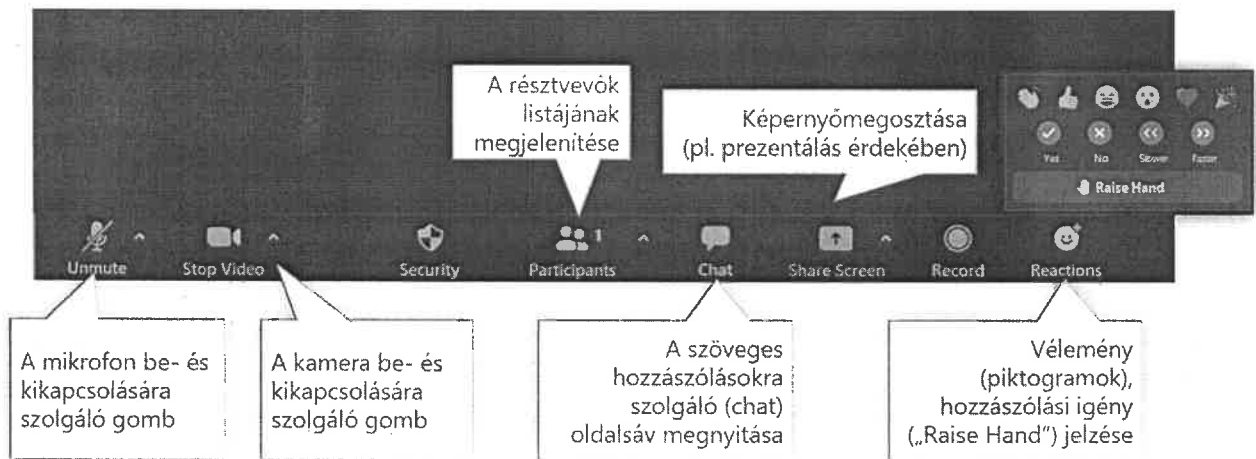 A résztvevők
listájának
megjelenítése
Képernyőmegosztása
(pl. prezentálás érdekében)
Yes
No
Slower
Faster
Raise Hand
Unmute
Stop Video
Security
1
Participants
Chat
Share Screen
Record
Reactions
A mikrofon be- és
kikapcsolására
szolgáló gomb
A kamera be- és
kikapcsolására
szolgáló gomb
A szöveges
hozzászólásokra
szolgáló (chat)
oldalsáv megnyitása
Vélemény
(piktogramok),
hozzászólási igény
(„Raise Hand") jelzése